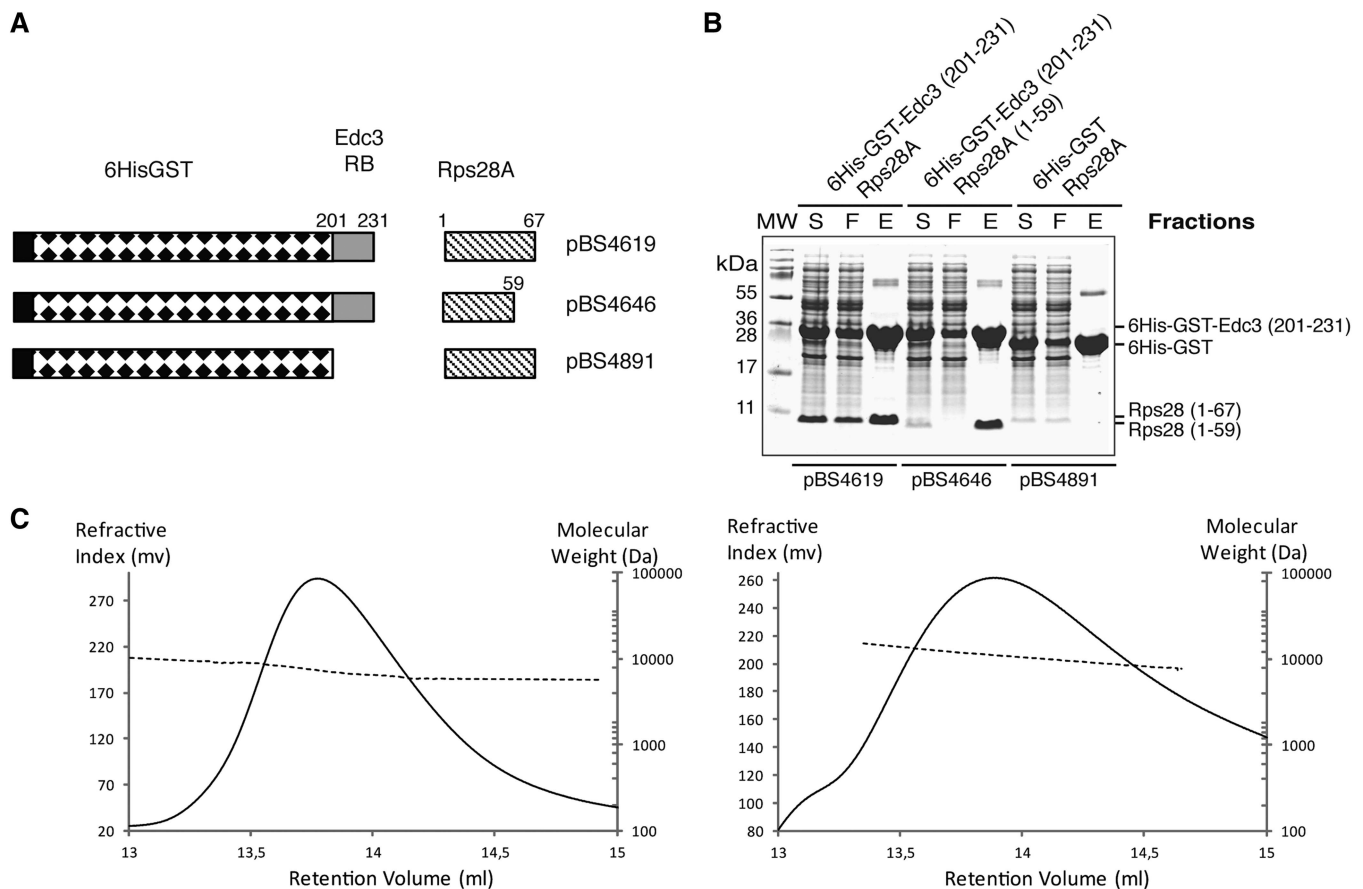 A
6HisGST
Edc3
RB
Rps28A
201 231
1 67
pBS4619
59
pBS4646
pBS4891
B
6His-GST-Edc3 (201-231)
Rps28A
6His-GST-Edc3 (201-231)
Rps28A (1-59)
6His-GST
Rps28A
MW S F E S F E S F E Fractions
kDa
55
36
28
17
11
6His-GST-Edc3 (201-231)
6His-GST
Rps28 (1-67)
Rps28 (1-59)
pBS4619 pBS4646 pBS4891
C
Refractive
Index (mv)
Molecular
Weight (Da)
270
220
170
120
70
20
100000
10000
1000
100
13 13,5 14 14,5 15
Retention Volume (ml)
Refractive
Index (mv)
Molecular
Weight (Da)
260
240
220
200
180
160
140
120
100
80
100000
10000
1000
100
13 13,5 14 14,5 15
Retention Volume (ml)